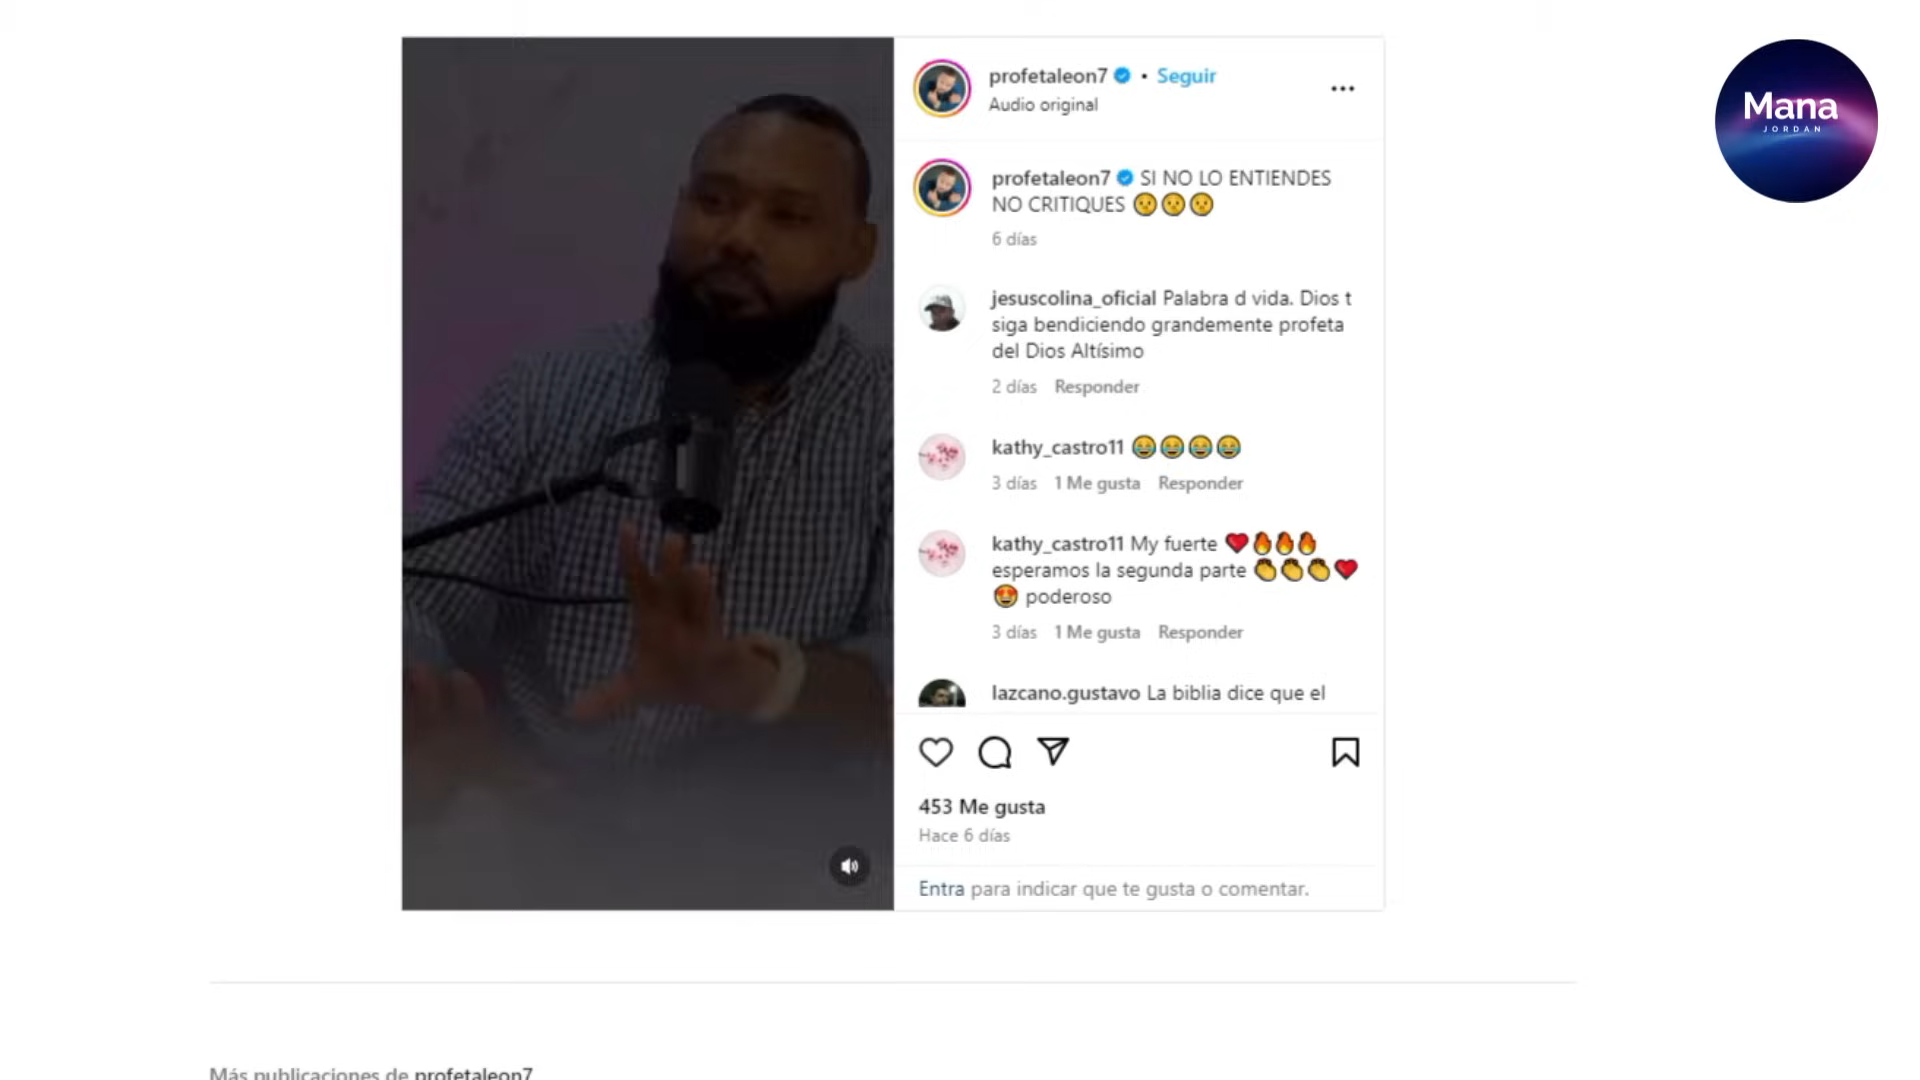 Mana
JORDAN
profetaleon7 • Seguir
Audio original
profetaleon7 SI NO LO ENTIENDES
NO CRITIQUES 🤫🤫🤫
6 días
jesuscolina_oficial Palabra d vida. Dios t
siga bendiciendo grandemente profeta
del Dios Altísimo
2 días Responder
kathy_castro11 😂😂😂😂
3 días 1 Me gusta Responder
kathy_castro11 My fuerte ❤️🔥🔥🔥
esperamos la segunda parte 👏👏👏❤️
😍 poderoso
3 días 1 Me gusta Responder
lazcano.gustavo La biblia dice que el
453 Me gusta
Hace 6 días
Entra para indicar que te gusta o comentar.
Más publicaciones de profetaleon7